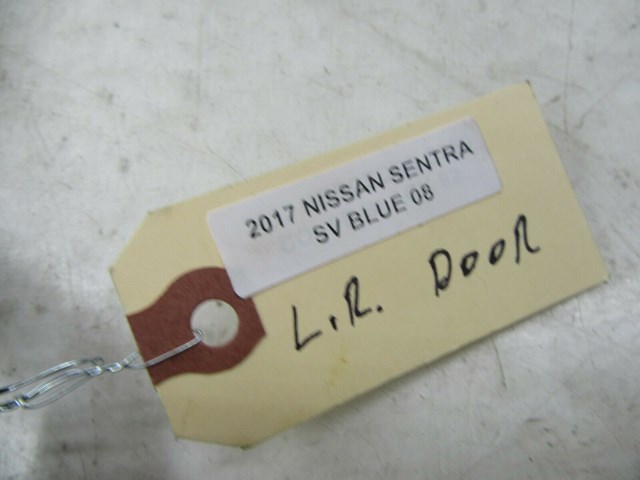 2017 NISSAN SENTRA
SV BLUE 08
L.R. DOOR